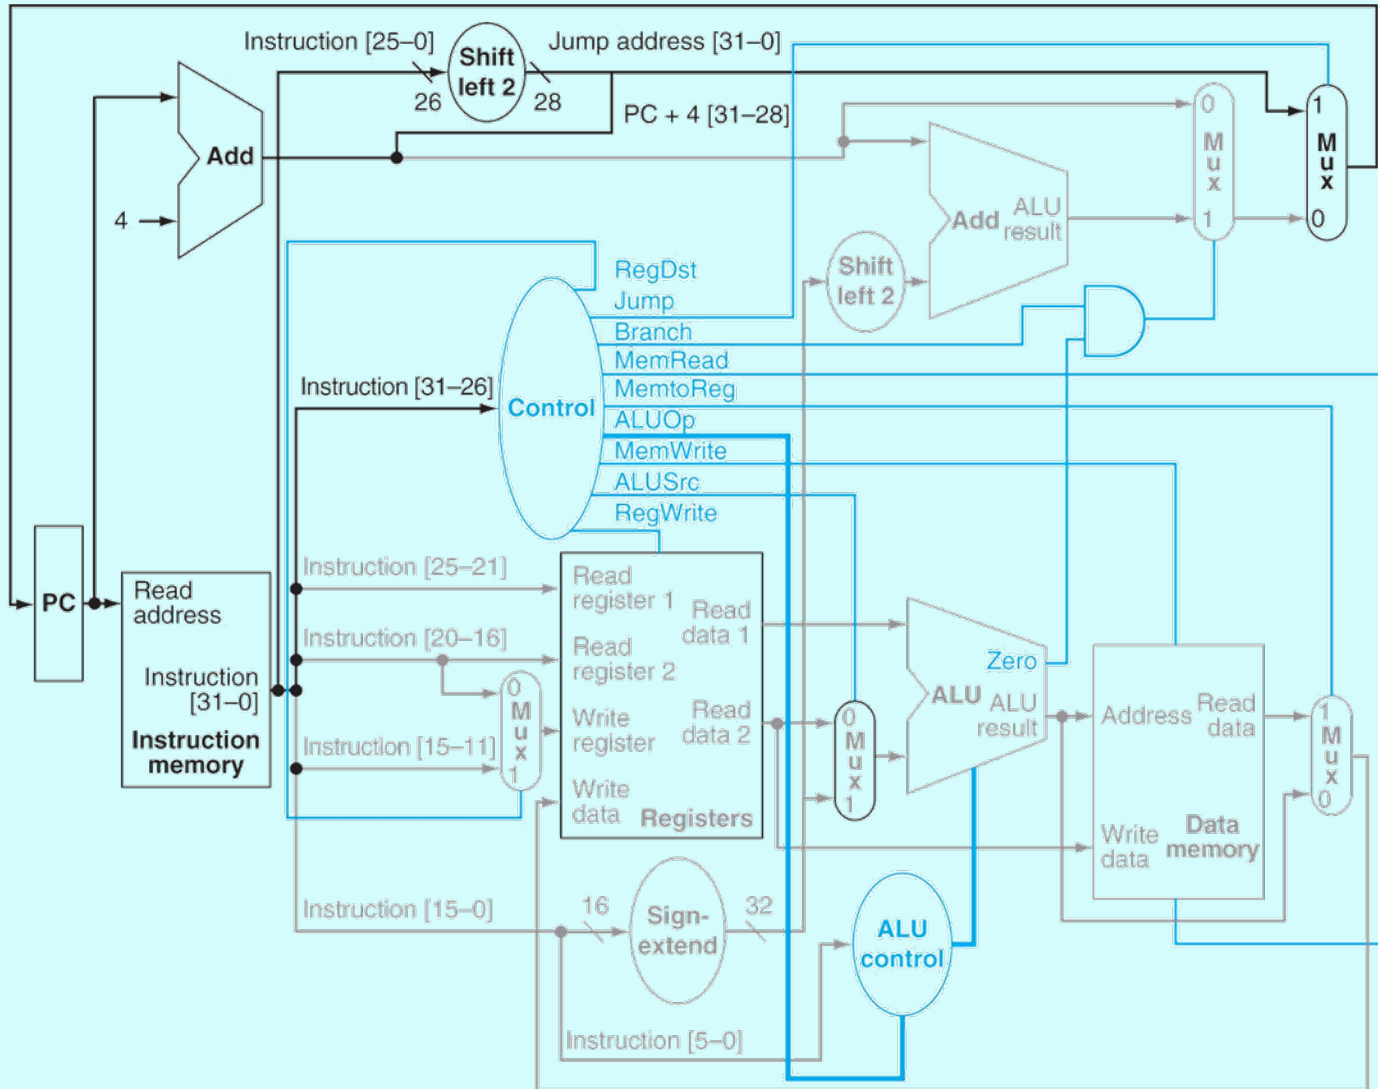 Instruction [25–0]
Shift
left 2
Jump address [31–0]
26
28
PC + 4 [31–28]
Add
4
0
M
u
x
1
1
M
u
x
0
Add
ALU
result
Shift
left 2
RegDst
Jump
Branch
MemRead
MemtoReg
ALUOp
MemWrite
ALUSrc
RegWrite
Instruction [31–26]
Control
PC
Read
address
Instruction
[31–0]
Instruction
memory
Instruction [25–21]
Instruction [20–16]
Instruction [15–11]
0
M
u
x
1
Read
register 1
Read
register 2
Write
register
Write
data
Read
data 1
Read
data 2
Registers
0
M
u
x
1
Zero
ALU
ALU
result
Address
Read
data
Write
data
Data
memory
1
M
u
x
0
Instruction [15–0]
16
Sign-
extend
32
ALU
control
Instruction [5–0]